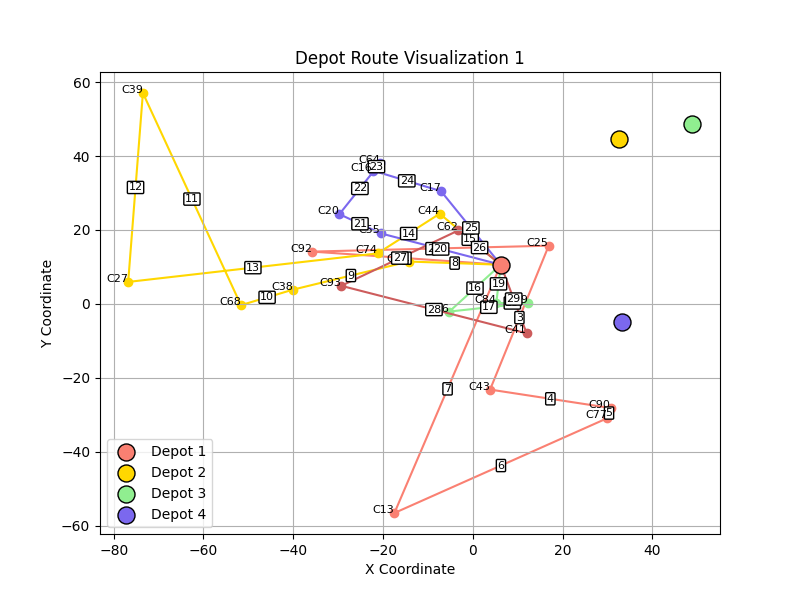 Depot Route Visualization 1
Y Coordinate
60
40
20
0
−20
−40
−60
C39
12
11
C64
C16
23
24
22
C17
C20
C44
21
C55
14
C62
25
15
C92
C74
20
26
C25
27
8
13
C27
9
C93
C38
16
19
10
C68
C84
29
28
17
3
C41
C43
7
4
C90
C77
5
6
C13
Depot 1
Depot 2
Depot 3
Depot 4
−80
−60
−40
−20
0
20
40
X Coordinate